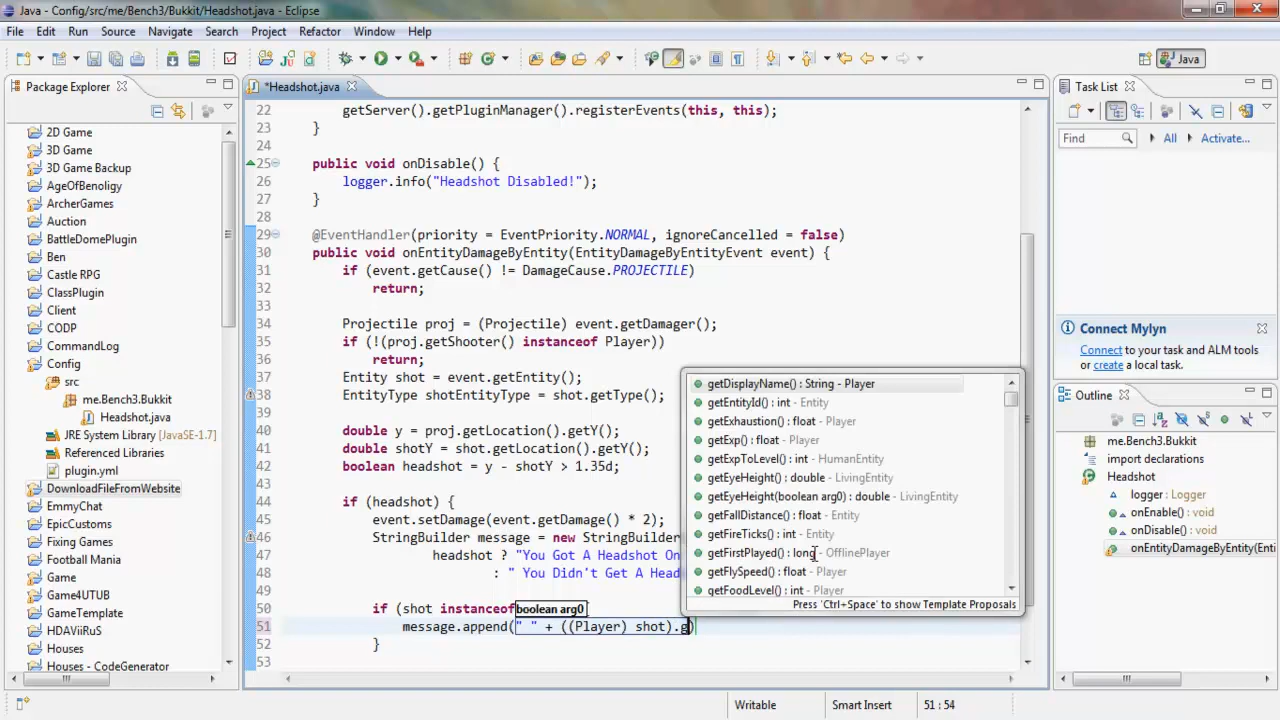 Java - Config/src/me/Bench3/Bukkit/Headshot.java - Eclipse
File Edit Run Source Navigate Search Project Refactor Window Help
Java
Package Explorer
2D Game
3D Game
3D Game Backup
AgeOfBenoligy
ArcherGames
Auction
BattleDomePlugin
Ben
Castle RPG
ClassPlugin
Client
CODP
CommandLog
Config
src
me.Bench3.Bukkit
Headshot.java
JRE System Library [JavaSE-1.7]
Referenced Libraries
plugin.yml
DownloadFileFromWebsite
EmmyChat
EpicCustoms
Fixing Games
Football Mania
Game
Game4UTUB
GameTemplate
HDAViiRuS
Houses
Houses - GOOD RECOMME
*Headshot.java
22 getServer().getPluginManager().registerEvents(this, this);
23 }
24
25 public void onDisable() {
26 logger.info("Headshot Disabled!");
27 }
28
29 @EventHandler(priority = EventPriority.NORMAL, ignoreCancelled = false)
30 public void onEntityDamageByEntity(EntityDamageByEntityEvent event) {
31 if (event.getCause() != DamageCause.PROJECTILE)
32 return;
33
34 Projectile proj = (Projectile) event.getDamager();
35 if (!(proj.getShooter() instanceof Player))
36 return;
37 Entity shot = event.getEntity();
38 EntityType shotEntityType = shot.getType();
39
40 double y = proj.getLocation().getY();
41 double shotY = shot.getLocation().getY();
42 boolean headshot = y - shotY > 1.35d;
43
44 if (headshot) {
45 event.setDamage(event.getDamage() * 2);
46 StringBuilder message = new StringBuilder
47 headshot ? "You Got A Headshot On
48 : " You Didn't Get A Head
49
50 if (shot instanceof
boolean arg0
51 message.append(" " + ((Player) shot).g)
52 }
53
getDisplayName() : String - Player
getEntityId() : int - Entity
getExhaustion() : float - Player
getExp() : float - Player
getExpToLevel() : int - HumanEntity
getEyeHeight() : double - LivingEntity
getEyeHeight(boolean arg0) : double - LivingEntity
getFallDistance() : float - Entity
getFireTicks() : int - Entity
getFirstPlayed() : long - OfflinePlayer
getFlySpeed() : float - Player
getFoodLevel() : int - Player
Press 'Ctrl+Space' to show Template Proposals
Task List
Find All Activate...
Connect Mylyn
Connect to your task and ALM tools
or create a local task.
Outline
me.Bench3.Bukkit
import declarations
Headshot
logger : Logger
onEnable() : void
onDisable() : void
onEntityDamageByEntity(Enti
Writable Smart Insert 51 : 54